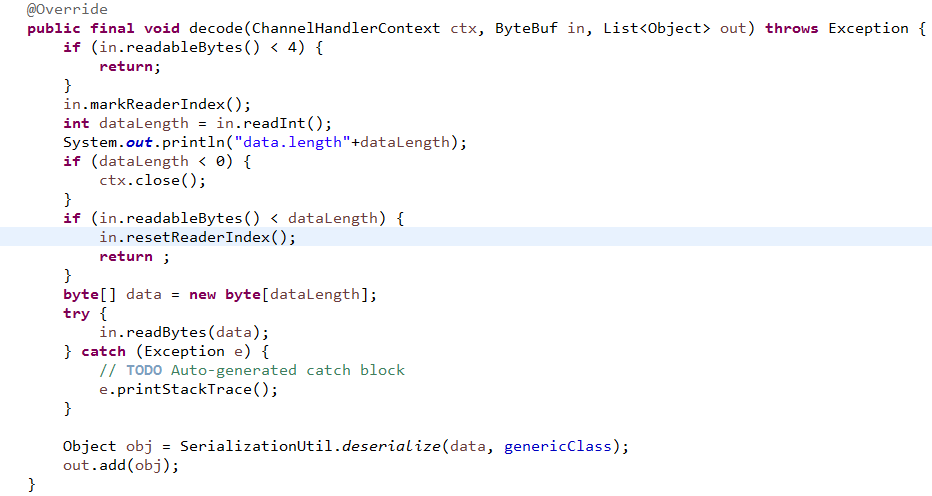 @Override
public final void decode(ChannelHandlerContext ctx, ByteBuf in, List<Object> out) throws Exception {
    if (in.readableBytes() < 4) {
        return;
    }
    in.markReaderIndex();
    int dataLength = in.readInt();
    System.out.println("data.length"+dataLength);
    if (dataLength < 0) {
        ctx.close();
    }
    if (in.readableBytes() < dataLength) {
        in.resetReaderIndex();
        return ;
    }
    byte[] data = new byte[dataLength];
    try {
        in.readBytes(data);
    } catch (Exception e) {
        // TODO Auto-generated catch block
        e.printStackTrace();
    }

    Object obj = SerializationUtil.deserialize(data, genericClass);
    out.add(obj);
}